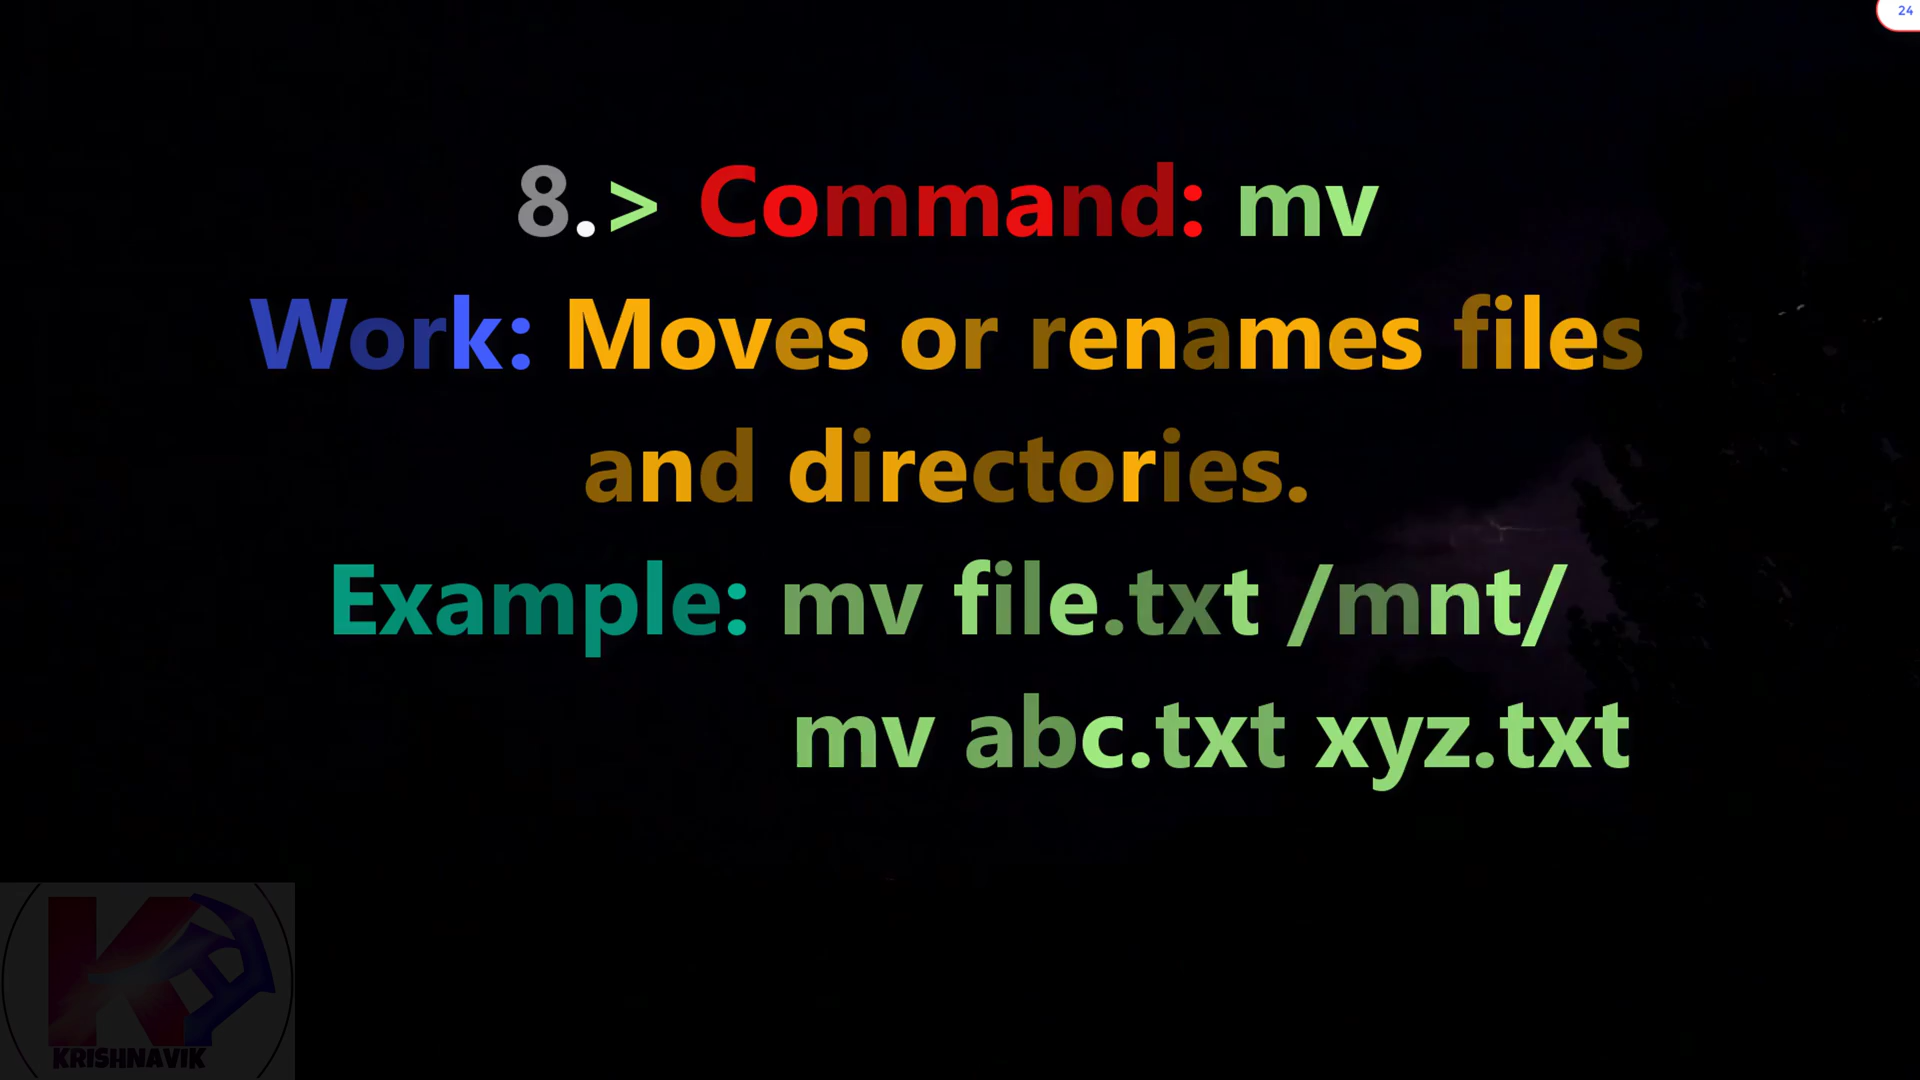 24
8.> Command: mv
Work: Moves or renames files
and directories.
Example: mv file.txt /mnt/
mv abc.txt xyz.txt
KRISHNAVIK